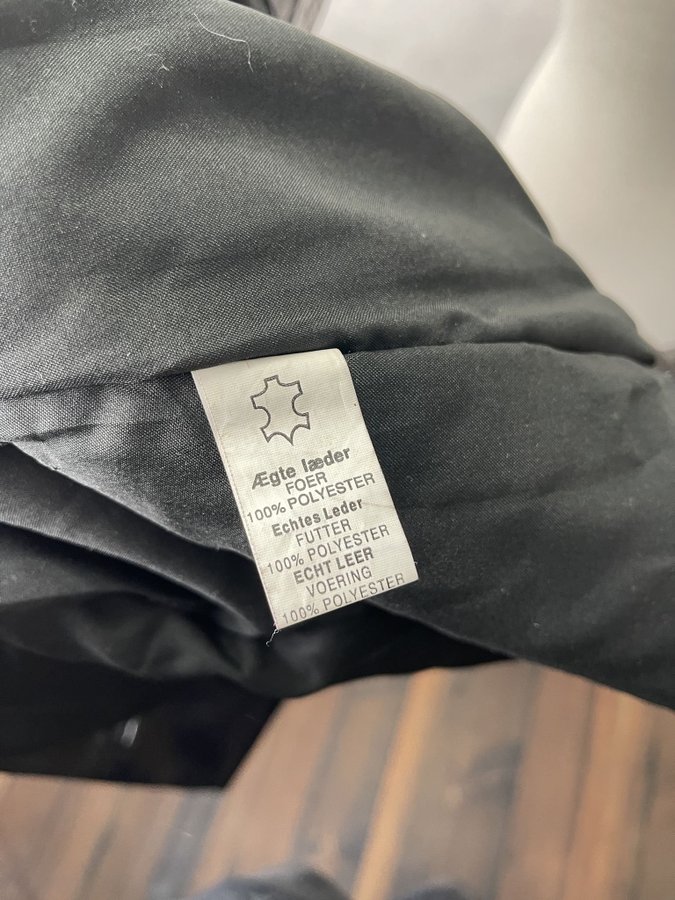 Ægte læder
FOER
100% POLYESTER
Echtes Leder
FUTTER
100% POLYESTER
ECHT LEER
VOERING
100% POLYESTER